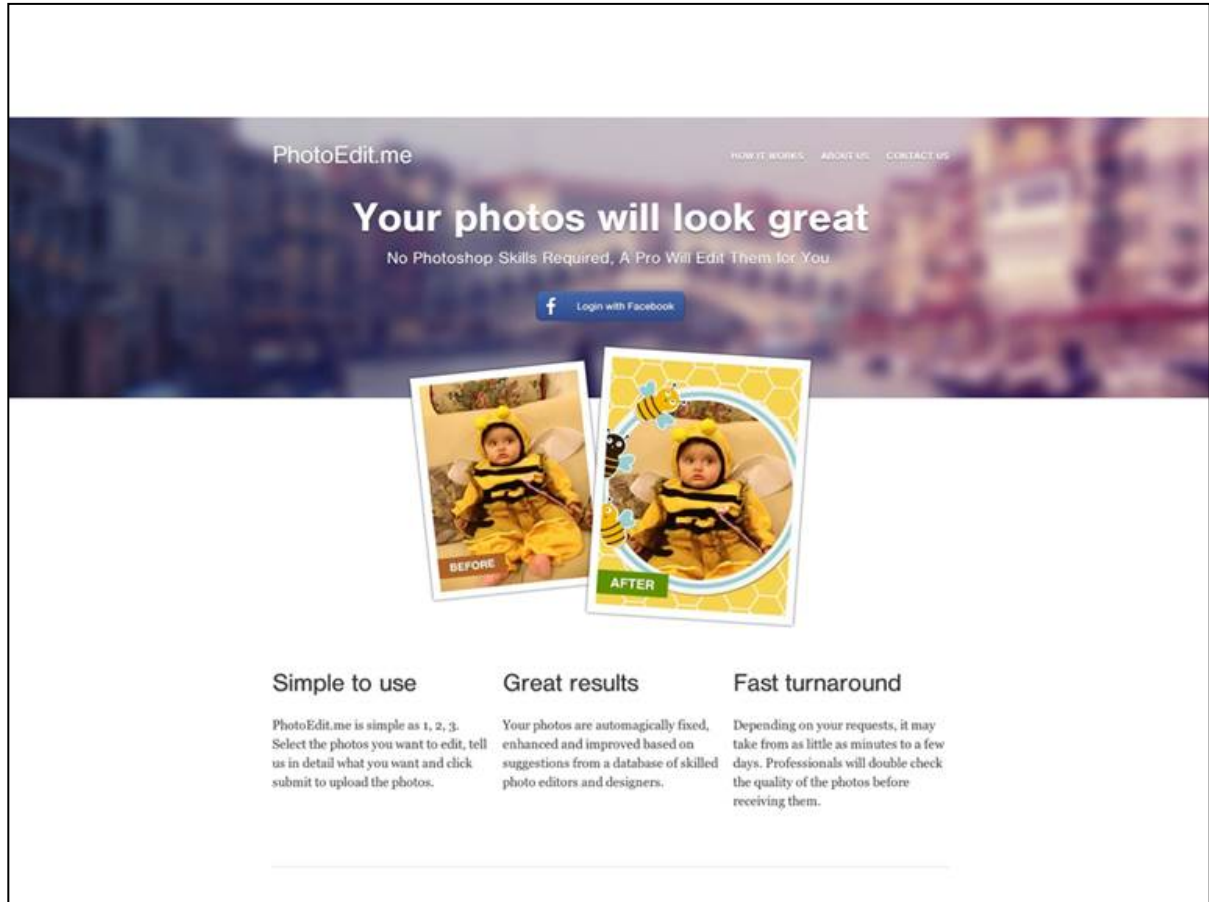 PhotoEdit.me
HOW IT WORKS ABOUT US CONTACT US
Your photos will look great
No Photoshop Skills Required, A Pro Will Edit Them for You
f Login with Facebook
BEFORE
AFTER
Simple to use
PhotoEdit.me is simple as 1, 2, 3.
Select the photos you want to edit, tell
us in detail what you want and click
submit to upload the photos.
Great results
Your photos are automagically fixed,
enhanced and improved based on
suggestions from a database of skilled
photo editors and designers.
Fast turnaround
Depending on your requests, it may
take from as little as minutes to a few
days. Professionals will double check
the quality of the photos before
receiving them.